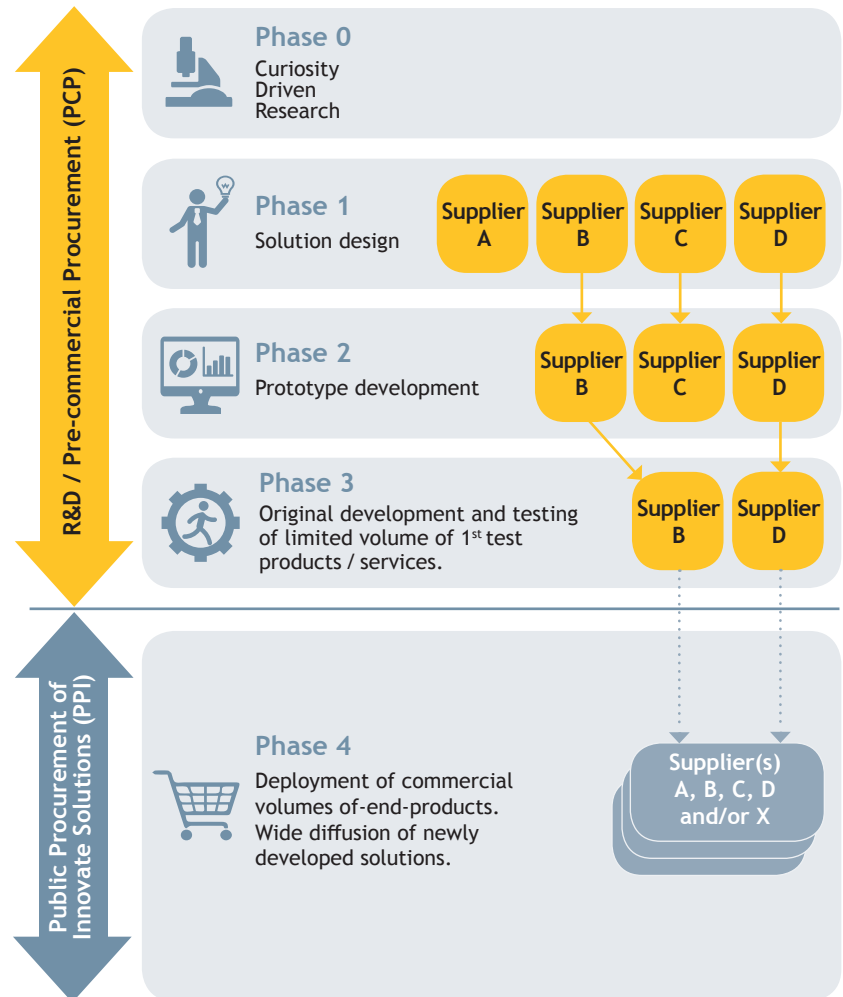 R&D / Pre-commercial Procurement (PCP)
Phase 0
Curiosity
Driven
Research
Phase 1
Solution design
Supplier
A
Supplier
B
Supplier
C
Supplier
D
Phase 2
Prototype development
Supplier
B
Supplier
C
Supplier
D
Phase 3
Original development and testing
of limited volume of 1st test
products / services.
Supplier
B
Supplier
D
Public Procurement of
Innovate Solutions (PPI)
Phase 4
Deployment of commercial
volumes of-end-products.
Wide diffusion of newly
developed solutions.
Supplier(s)
A, B, C, D
and/or X